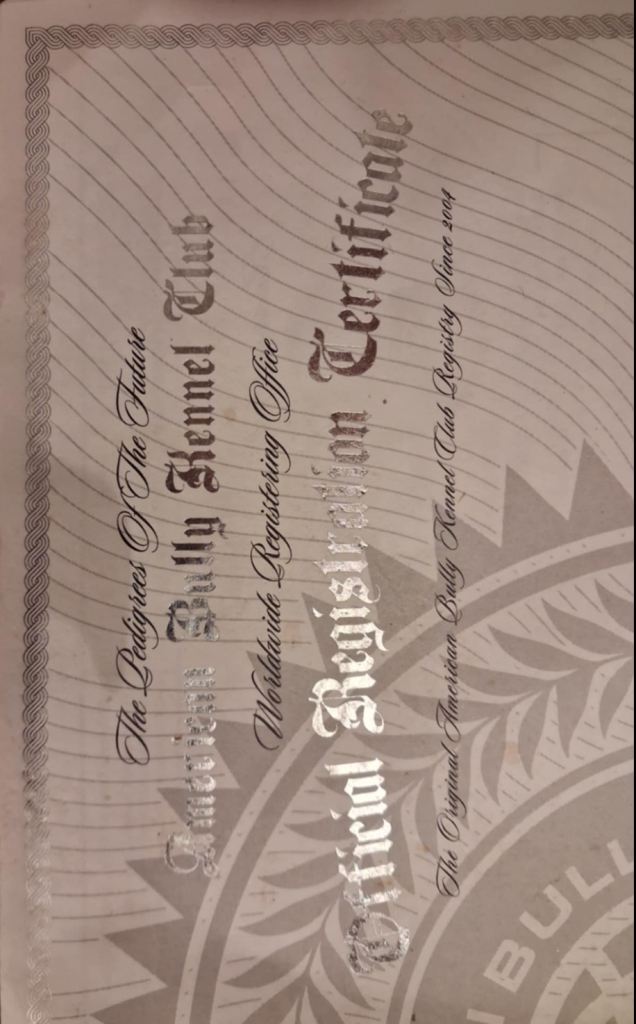 The Pedigrees Of The Future
American Bully Kennel Club
Worldwide Registering Office
Official Registration Certificate
The Original American Bully Kennel Club Registry Since 2004
BULL